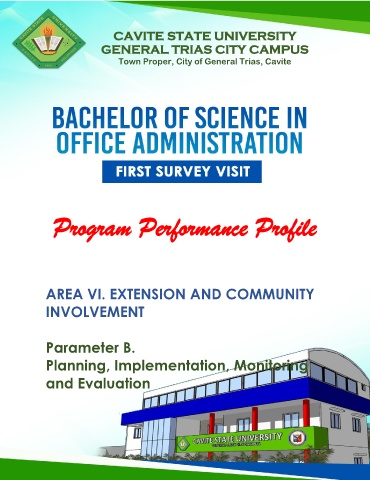 CAVITE STATE UNIVERSITY
GENERAL TRIAS CITY CAMPUS
Town Proper, City of General Trias, Cavite
BACHELOR OF SCIENCE IN
OFFICE ADMINISTRATION
FIRST SURVEY VISIT
Program Performance Profile
AREA VI. EXTENSION AND COMMUNITY
INVOLVEMENT
Parameter B.
Planning, Implementation, Monitoring
and Evaluation
CAVITE STATE UNIVERSITY